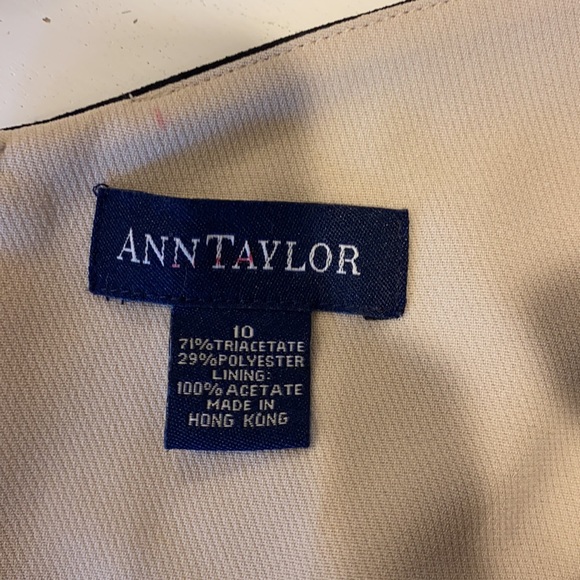 ANNTAYLOR
10
71%TRIACETATE
29%POLYESTER
LINING:
100% ACETATE
MADE IN
HONG KONG